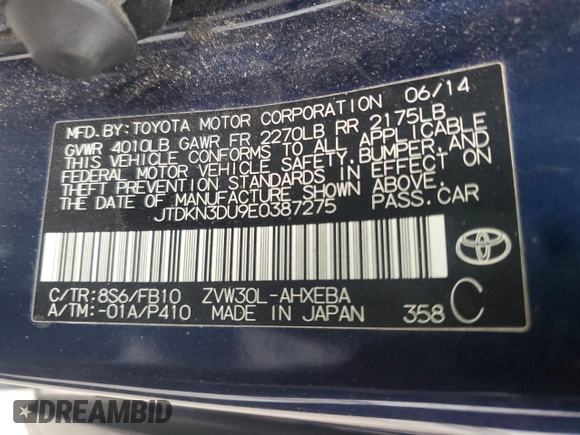 MFD.BY:TOYOTA MOTOR CORPORATION 06/14
GVWR 4010LB GAWR FR 2270LB RR 2175LB
THIS VEHICLE CONFORMS TO ALL APPLICABLE
FEDERAL MOTOR VEHICLE SAFETY,BUMPER,AND
THEFT PREVENTION STANDARDS IN EFFECT ON
THE DATE OF MANUFACTURE SHOWN ABOVE.
JTDKN3DU9E0387275 PASS.CAR
C/TR:8S6/FB10 ZVW30L-AHXEBA
A/TM:-01A/P410 MADE IN JAPAN 358 C
DREAMBID